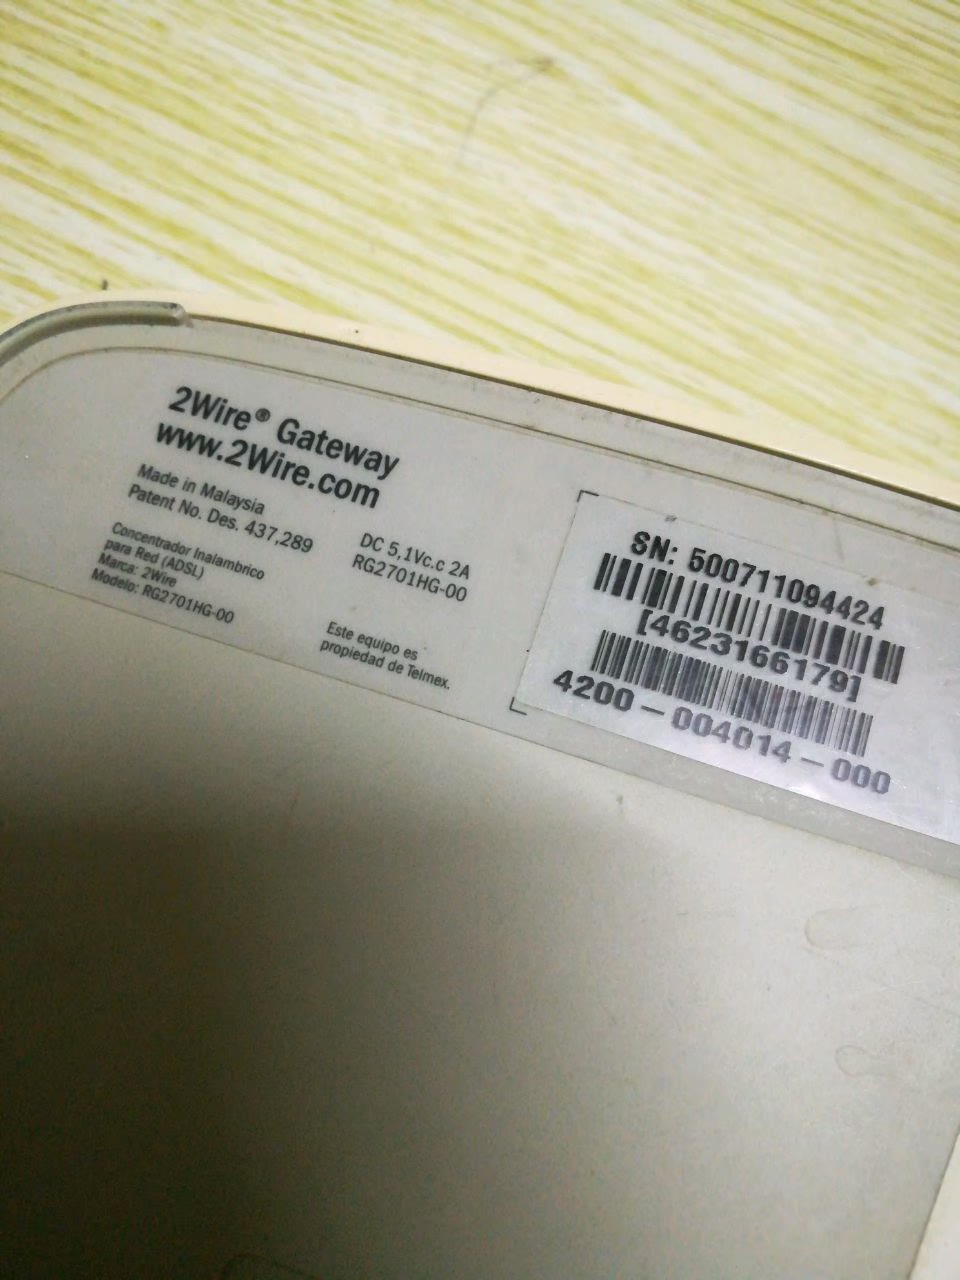 2Wire® Gateway
www.2Wire.com
Made in Malaysia
Patent No. Des. 437,289
Concentrador Inalambrico
para Red (ADSL)
Marca: 2Wire
Modelo: RG2701HG-00
DC 5,1Vc.c 2A
RG2701HG-00
Este equipo es
propiedad de Telmex.
SN: 500711094424
[4623166179]
4200-004014-000